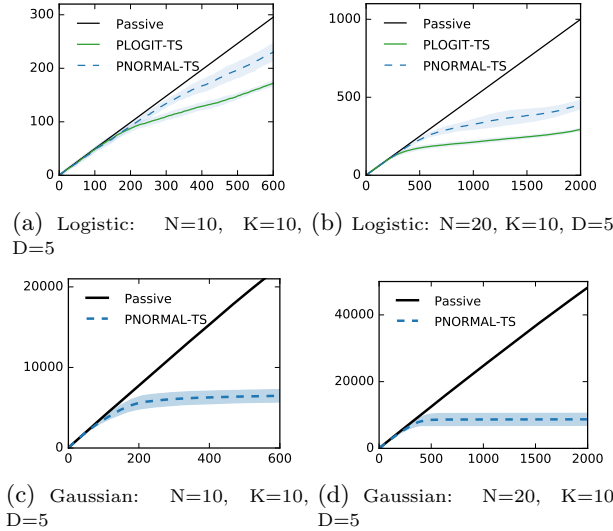 300
200
100
0
Passive
PLOGIT-TS
PNORMAL-TS
0 100 200 300 400 500 600
1000
500
0
Passive
PLOGIT-TS
PNORMAL-TS
0 500 1000 1500 2000
(a) Logistic: N=10, K=10,
D=5
(b) Logistic: N=20, K=10, D=5
20000
10000
0
Passive
PNORMAL-TS
0 200 400 600
40000
20000
0
Passive
PNORMAL-TS
0 500 1000 1500 2000
(c) Gaussian: N=10, K=10,
D=5
(d) Gaussian: N=20, K=10
D=5